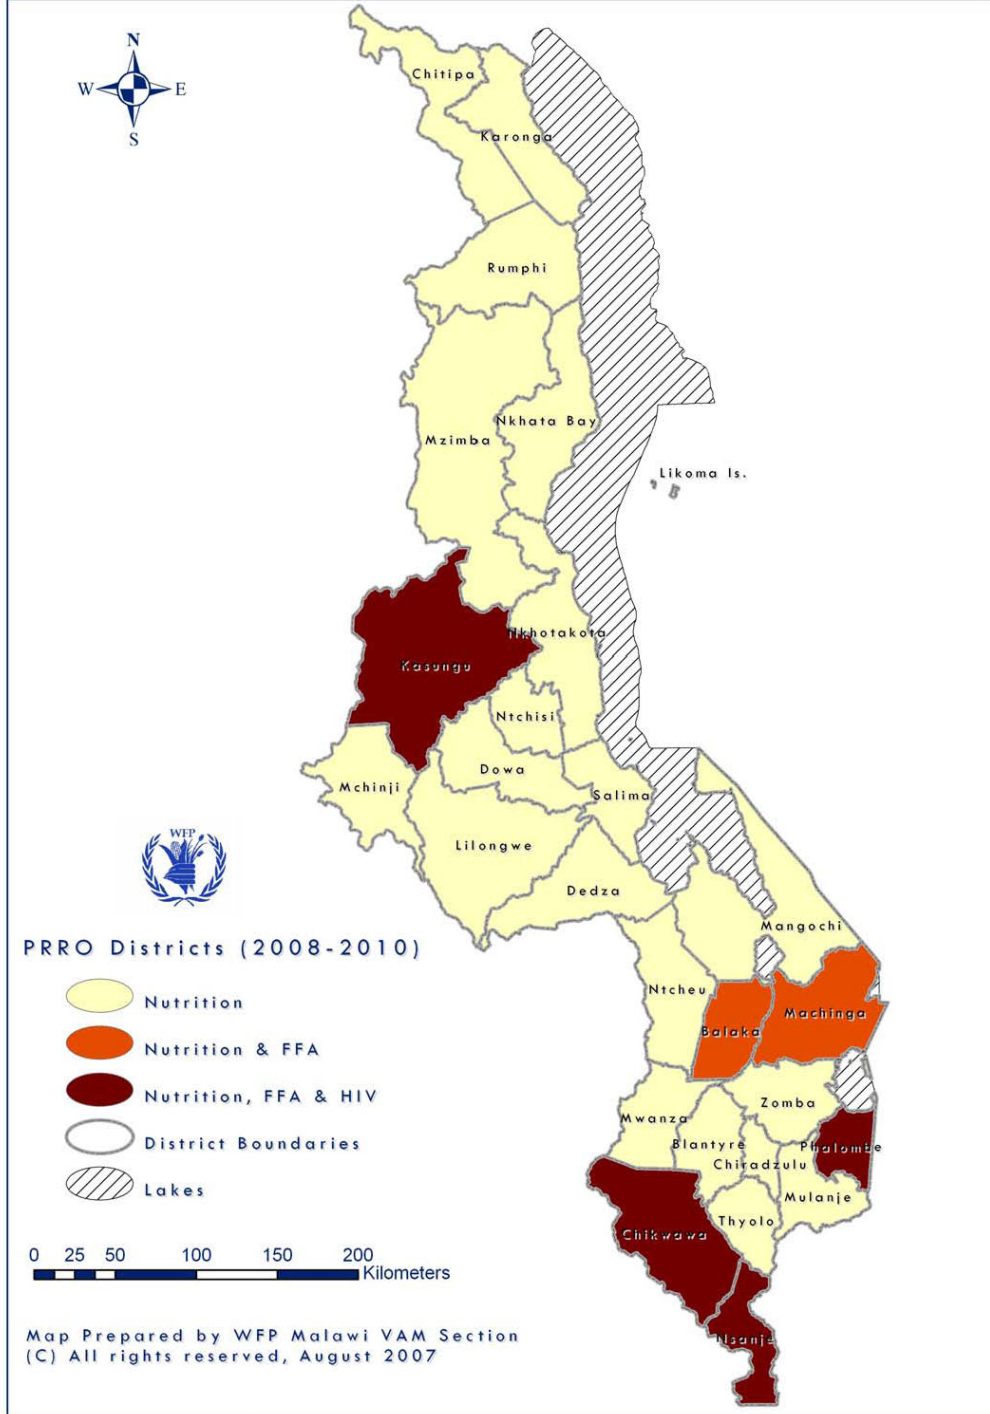 N
W E
S
Chitipa
Karonga
Rumphi
Nkhata Bay
Mzimba
Likoma Is.
Nkhotakota
Kasungu
Ntchisi
Dowa
Mchinji
Salima
Lilongwe
Dedza
Mangochi
Ntcheu
Machinga
Balaka
Zomba
Mwanza
Blantyre
Phalombe
Chiradzulu
Mulanje
Thyolo
Chikwawa
Nsanje
WFP
PRRO Districts (2008-2010)
Nutrition
Nutrition & FFA
Nutrition, FFA & HIV
District Boundaries
Lakes
0 25 50 100 150 200
Kilometers
Map Prepared by WFP Malawi VAM Section
(C) All rights reserved, August 2007